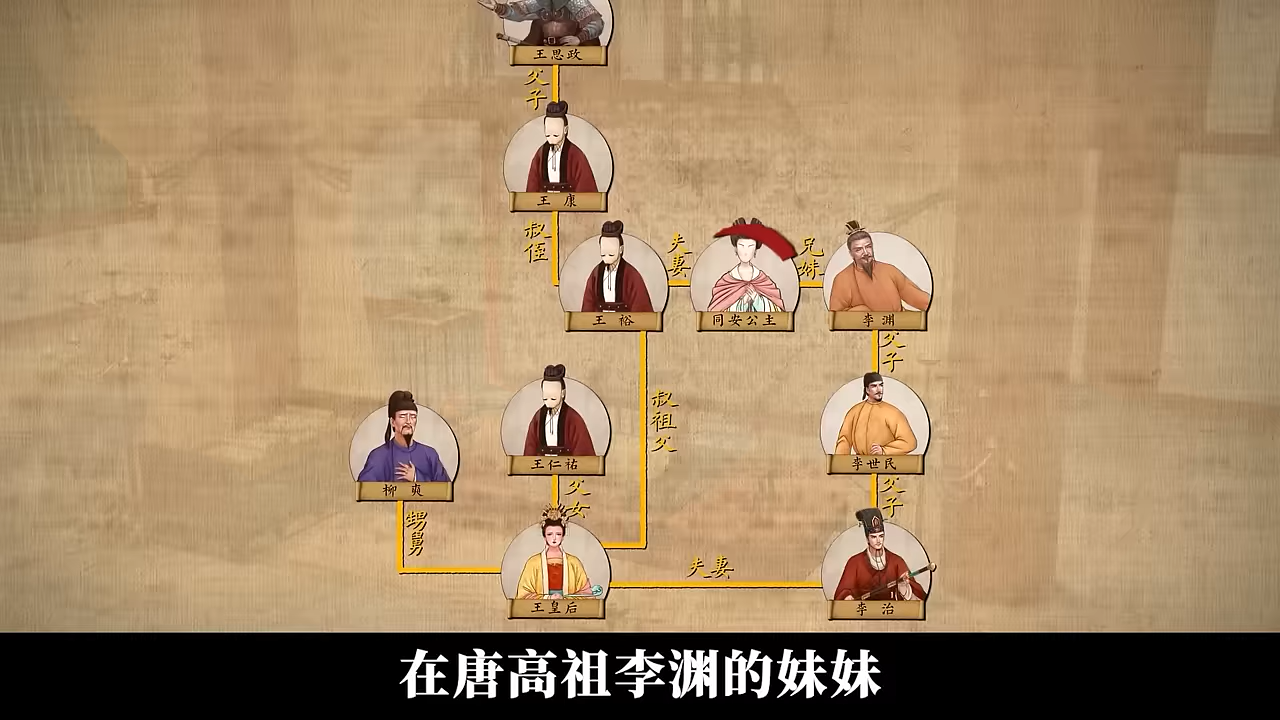 王思政
父子
王康
叔侄
夫妻
兄妹
王裕
同安公主
李渊
父子
叔祖父
柳奭
王仁祐
李世民
父女
父子
甥舅
夫妻
王皇后
李治
在唐高祖李渊的妹妹